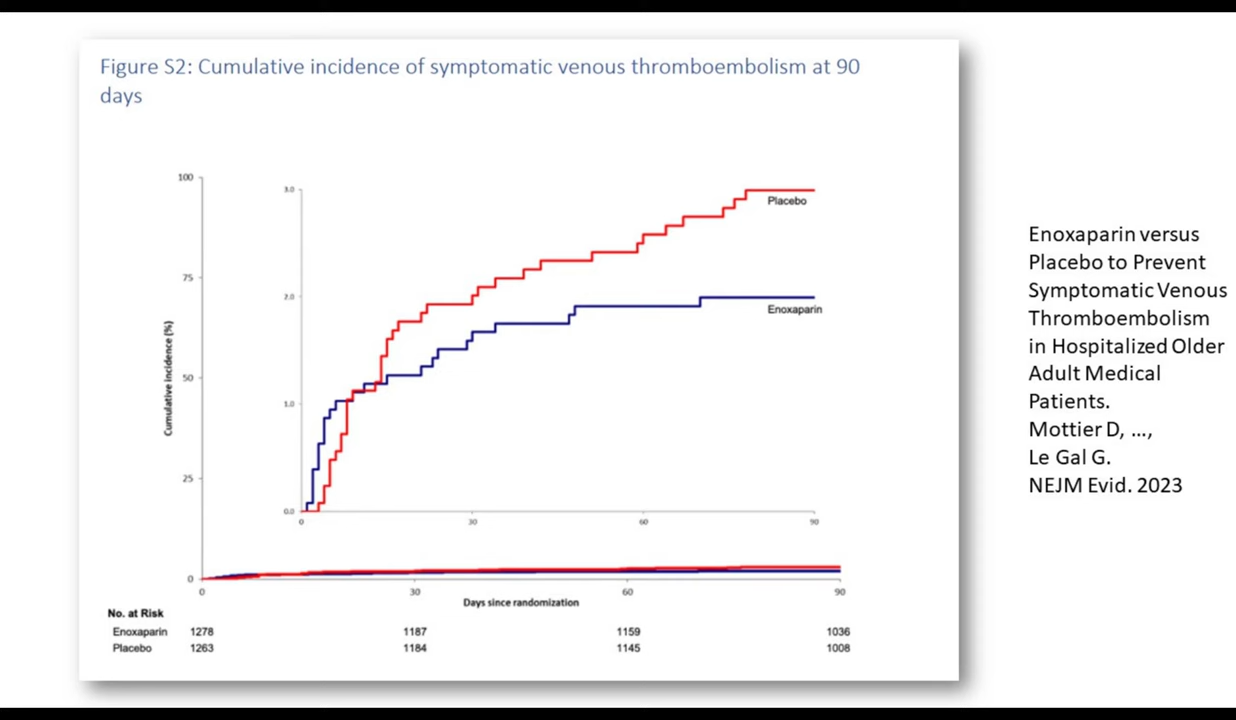 Figure S2: Cumulative incidence of symptomatic venous thromboembolism at 90
days
100
75
50
25
0
Cumulative incidence (%)
3.0
2.0
1.0
0.0
0
30
60
90
Placebo
Enoxaparin
0
30
60
90
Days since randomization
No. at Risk
Enoxaparin 1278 1187 1159 1036
Placebo 1263 1184 1145 1008
Enoxaparin versus
Placebo to Prevent
Symptomatic Venous
Thromboembolism
in Hospitalized Older
Adult Medical
Patients.
Mottier D, ...,
Le Gal G.
NEJM Evid. 2023